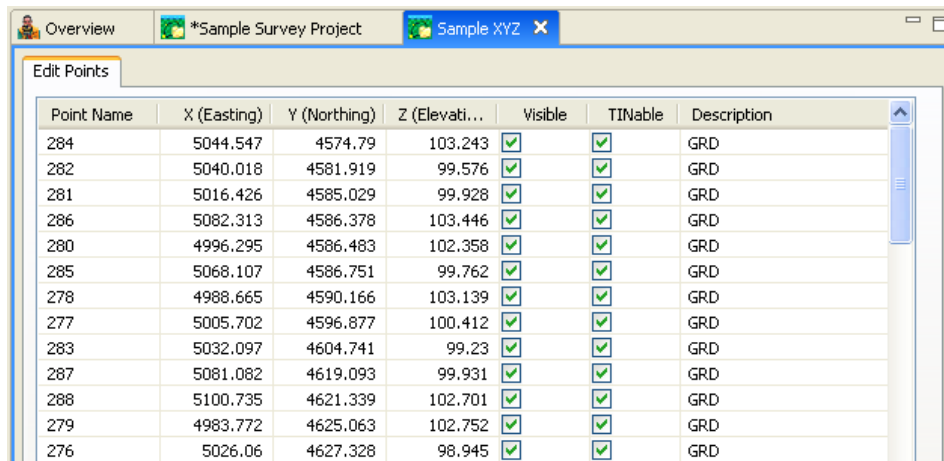 Overview *Sample Survey Project Sample XYZ
Edit Points
Point Name X (Easting) Y (Northing) Z (Elevati... Visible TINable Description
284 5044.547 4574.79 103.243 GRD
282 5040.018 4581.919 99.576 GRD
281 5016.426 4585.029 99.928 GRD
286 5082.313 4586.378 103.446 GRD
280 4996.295 4586.483 102.358 GRD
285 5068.107 4586.751 99.762 GRD
278 4988.665 4590.166 103.139 GRD
277 5005.702 4596.877 100.412 GRD
283 5032.097 4604.741 99.23 GRD
287 5081.082 4619.093 99.931 GRD
288 5100.735 4621.339 102.701 GRD
279 4983.772 4625.063 102.752 GRD
276 5026.06 4627.328 98.945 GRD